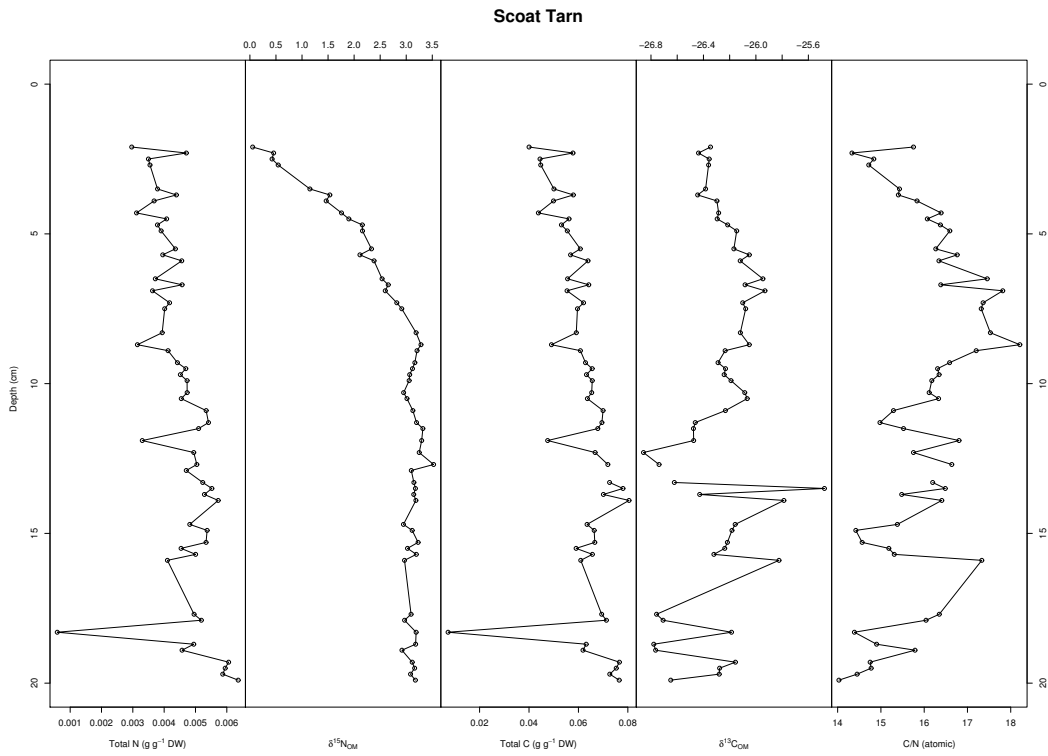 Scoat Tarn
0.0 0.5 1.0 1.5 2.0 2.5 3.0 3.5
−26.8 −26.4 −26.0 −25.6
0 0
5 5
Depth (cm)
10 10
15 15
20 20
0.001 0.002 0.003 0.004 0.005 0.006
0.02 0.04 0.06 0.08
14 15 16 17 18
Total N (g g⁻¹ DW)
δ¹⁵N_OM
Total C (g g⁻¹ DW)
δ¹³C_OM
C/N (atomic)